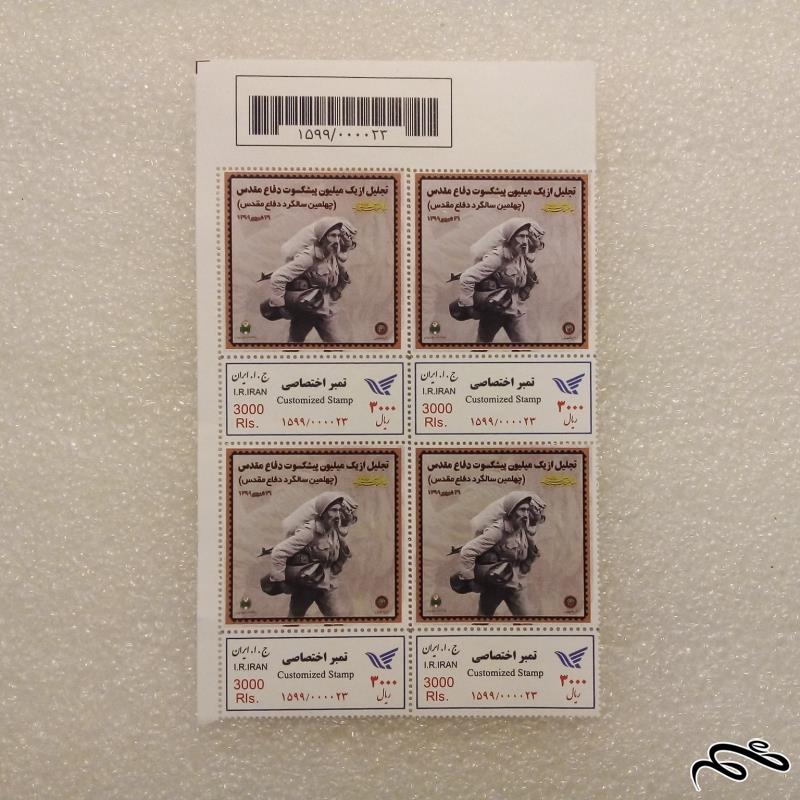 ۱۵۹۹/۰۰۰۰۲۳
تجلیل از یک میلیون پیشکسوت دفاع مقدس
(چهلمین سالگرد دفاع مقدس)
تجلیل از یک میلیون پیشکسوت دفاع مقدس
(چهلمین سالگرد دفاع مقدس)
ج.ا.ایران
I.R.IRAN
تمبر اختصاصی
Customized Stamp
3000
Rls.
۱۵۹۹/۰۰۰۰۲۳
۳۰۰۰
ریال
ج.ا.ایران
I.R.IRAN
تمبر اختصاصی
Customized Stamp
3000
Rls.
۱۵۹۹/۰۰۰۰۲۳
۳۰۰۰
ریال
تجلیل از یک میلیون پیشکسوت دفاع مقدس
(چهلمین سالگرد دفاع مقدس)
تجلیل از یک میلیون پیشکسوت دفاع مقدس
(چهلمین سالگرد دفاع مقدس)
ج.ا.ایران
I.R.IRAN
تمبر اختصاصی
Customized Stamp
3000
Rls.
۱۵۹۹/۰۰۰۰۲۳
۳۰۰۰
ریال
ج.ا.ایران
I.R.IRAN
تمبر اختصاصی
Customized Stamp
3000
Rls.
۱۵۹۹/۰۰۰۰۲۳
۳۰۰۰
ریال